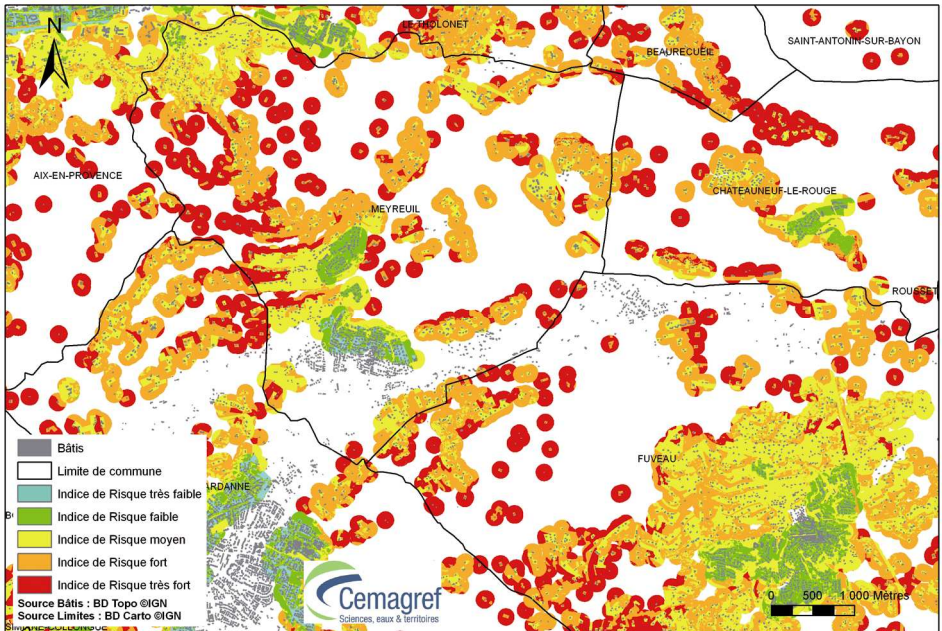 N
LE THOLONET
BEAURECUEIL
SAINT-ANTONIN-SUR-BAYON
AIX-EN-PROVENCE
MEYREUIL
CHATEAUNEUF-LE-ROUGE
ROUSSET
FUVEAU
ARDANNE
Bâtis
Limite de commune
Indice de Risque très faible
Indice de Risque faible
Indice de Risque moyen
Indice de Risque fort
Indice de Risque très fort
Source Bâtis : BD Topo ©IGN
Source Limites : BD Carto ©IGN
Cemagref
Sciences, eaux & territoires
0 500 1 000 Mètres